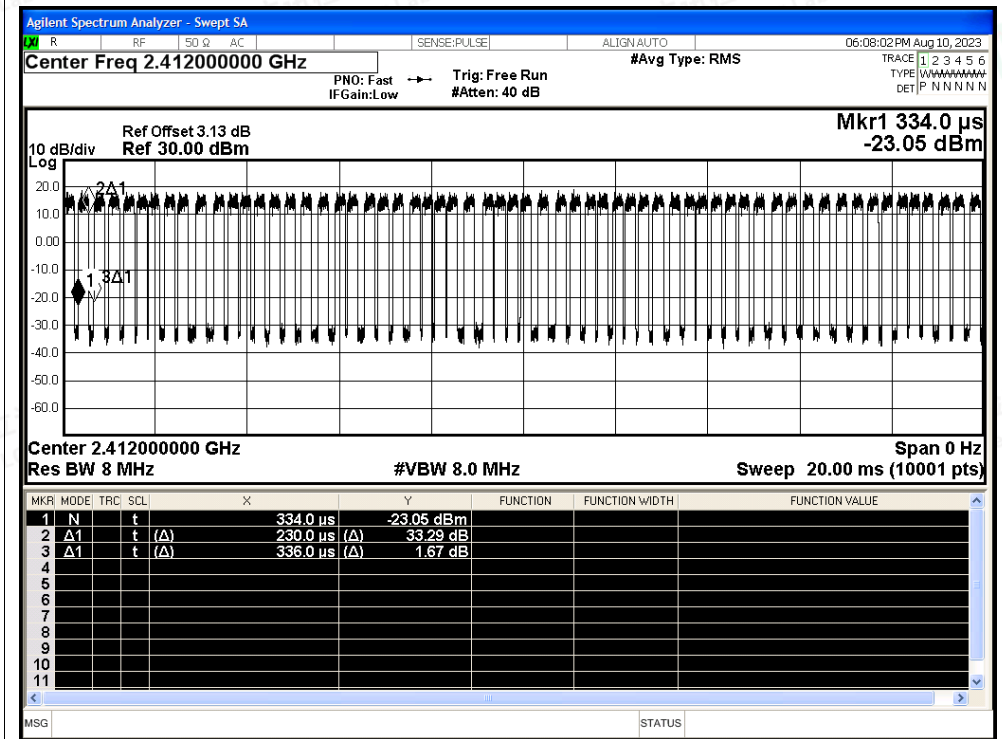 Agilent Spectrum Analyzer - Swept SA
LXI R RF 50 Ω AC SENSE:PULSE ALIGN AUTO 06:08:02 PM Aug 10, 2023
Center Freq 2.412000000 GHz #Avg Type: RMS TRACE 1 2 3 4 5 6
PNO: Fast Trig: Free Run TYPE
IFGain:Low #Atten: 40 dB DET P N N N N N
Mkr1 334.0 µs
Ref Offset 3.13 dB
10 dB/div Ref 30.00 dBm -23.05 dBm
Log
20.0
2Δ1
10.0
0.00
-10.0
1 3Δ1
-20.0
-30.0
-40.0
-50.0
-60.0
Center 2.412000000 GHz Span 0 Hz
Res BW 8 MHz #VBW 8.0 MHz Sweep 20.00 ms (10001 pts)
MKR MODE TRC SCL X Y FUNCTION FUNCTION WIDTH FUNCTION VALUE
1 N t 334.0 µs -23.05 dBm
2 Δ1 t (Δ) 230.0 µs (Δ) 33.29 dB
3 Δ1 t (Δ) 336.0 µs (Δ) 1.67 dB
4
5
6
7
8
9
10
11
MSG STATUS